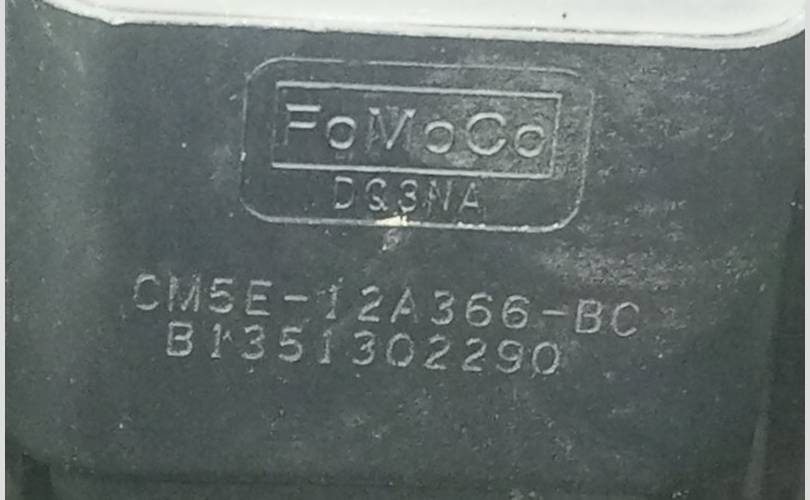 FoMoCo
DQ3NA
CM5E-12A366-BC
B1351302290